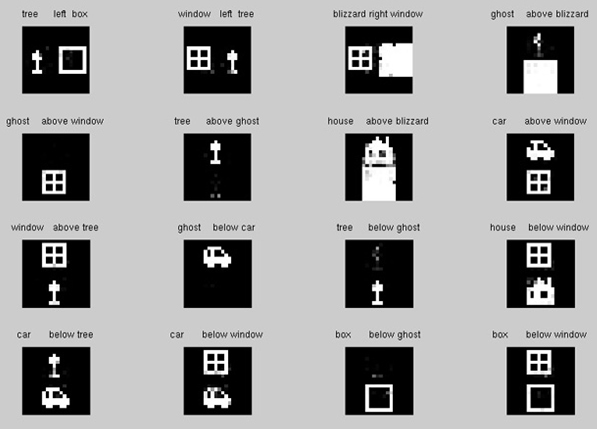 tree left box
window left tree
blizzard right window
ghost above blizzard
ghost above window
tree above ghost
house above blizzard
car above window
window above tree
ghost below car
tree below ghost
house below window
car below tree
car below window
box below ghost
box below window